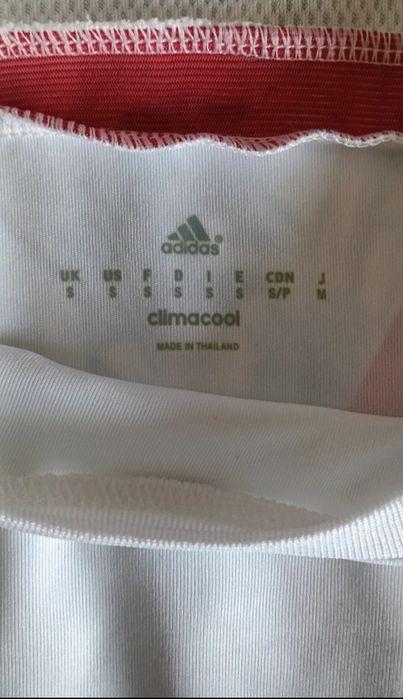 adidas®
UK US F D I E CDN J
S S S S S S S/P M
climacool
MADE IN THAILAND